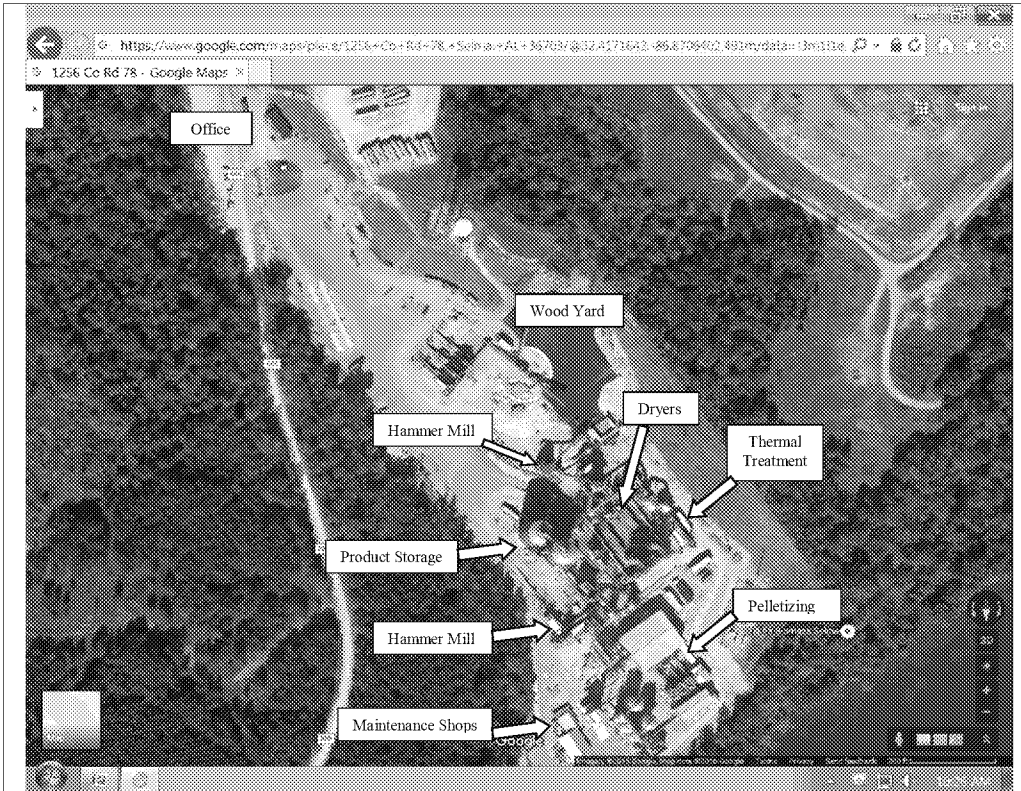 1256 Co Rd 78 - Google Maps
Office
Wood Yard
Dryers
Hammer Mill
Thermal
Treatment
Product Storage
Pelletizing
Hammer Mill
Maintenance Shops
Google